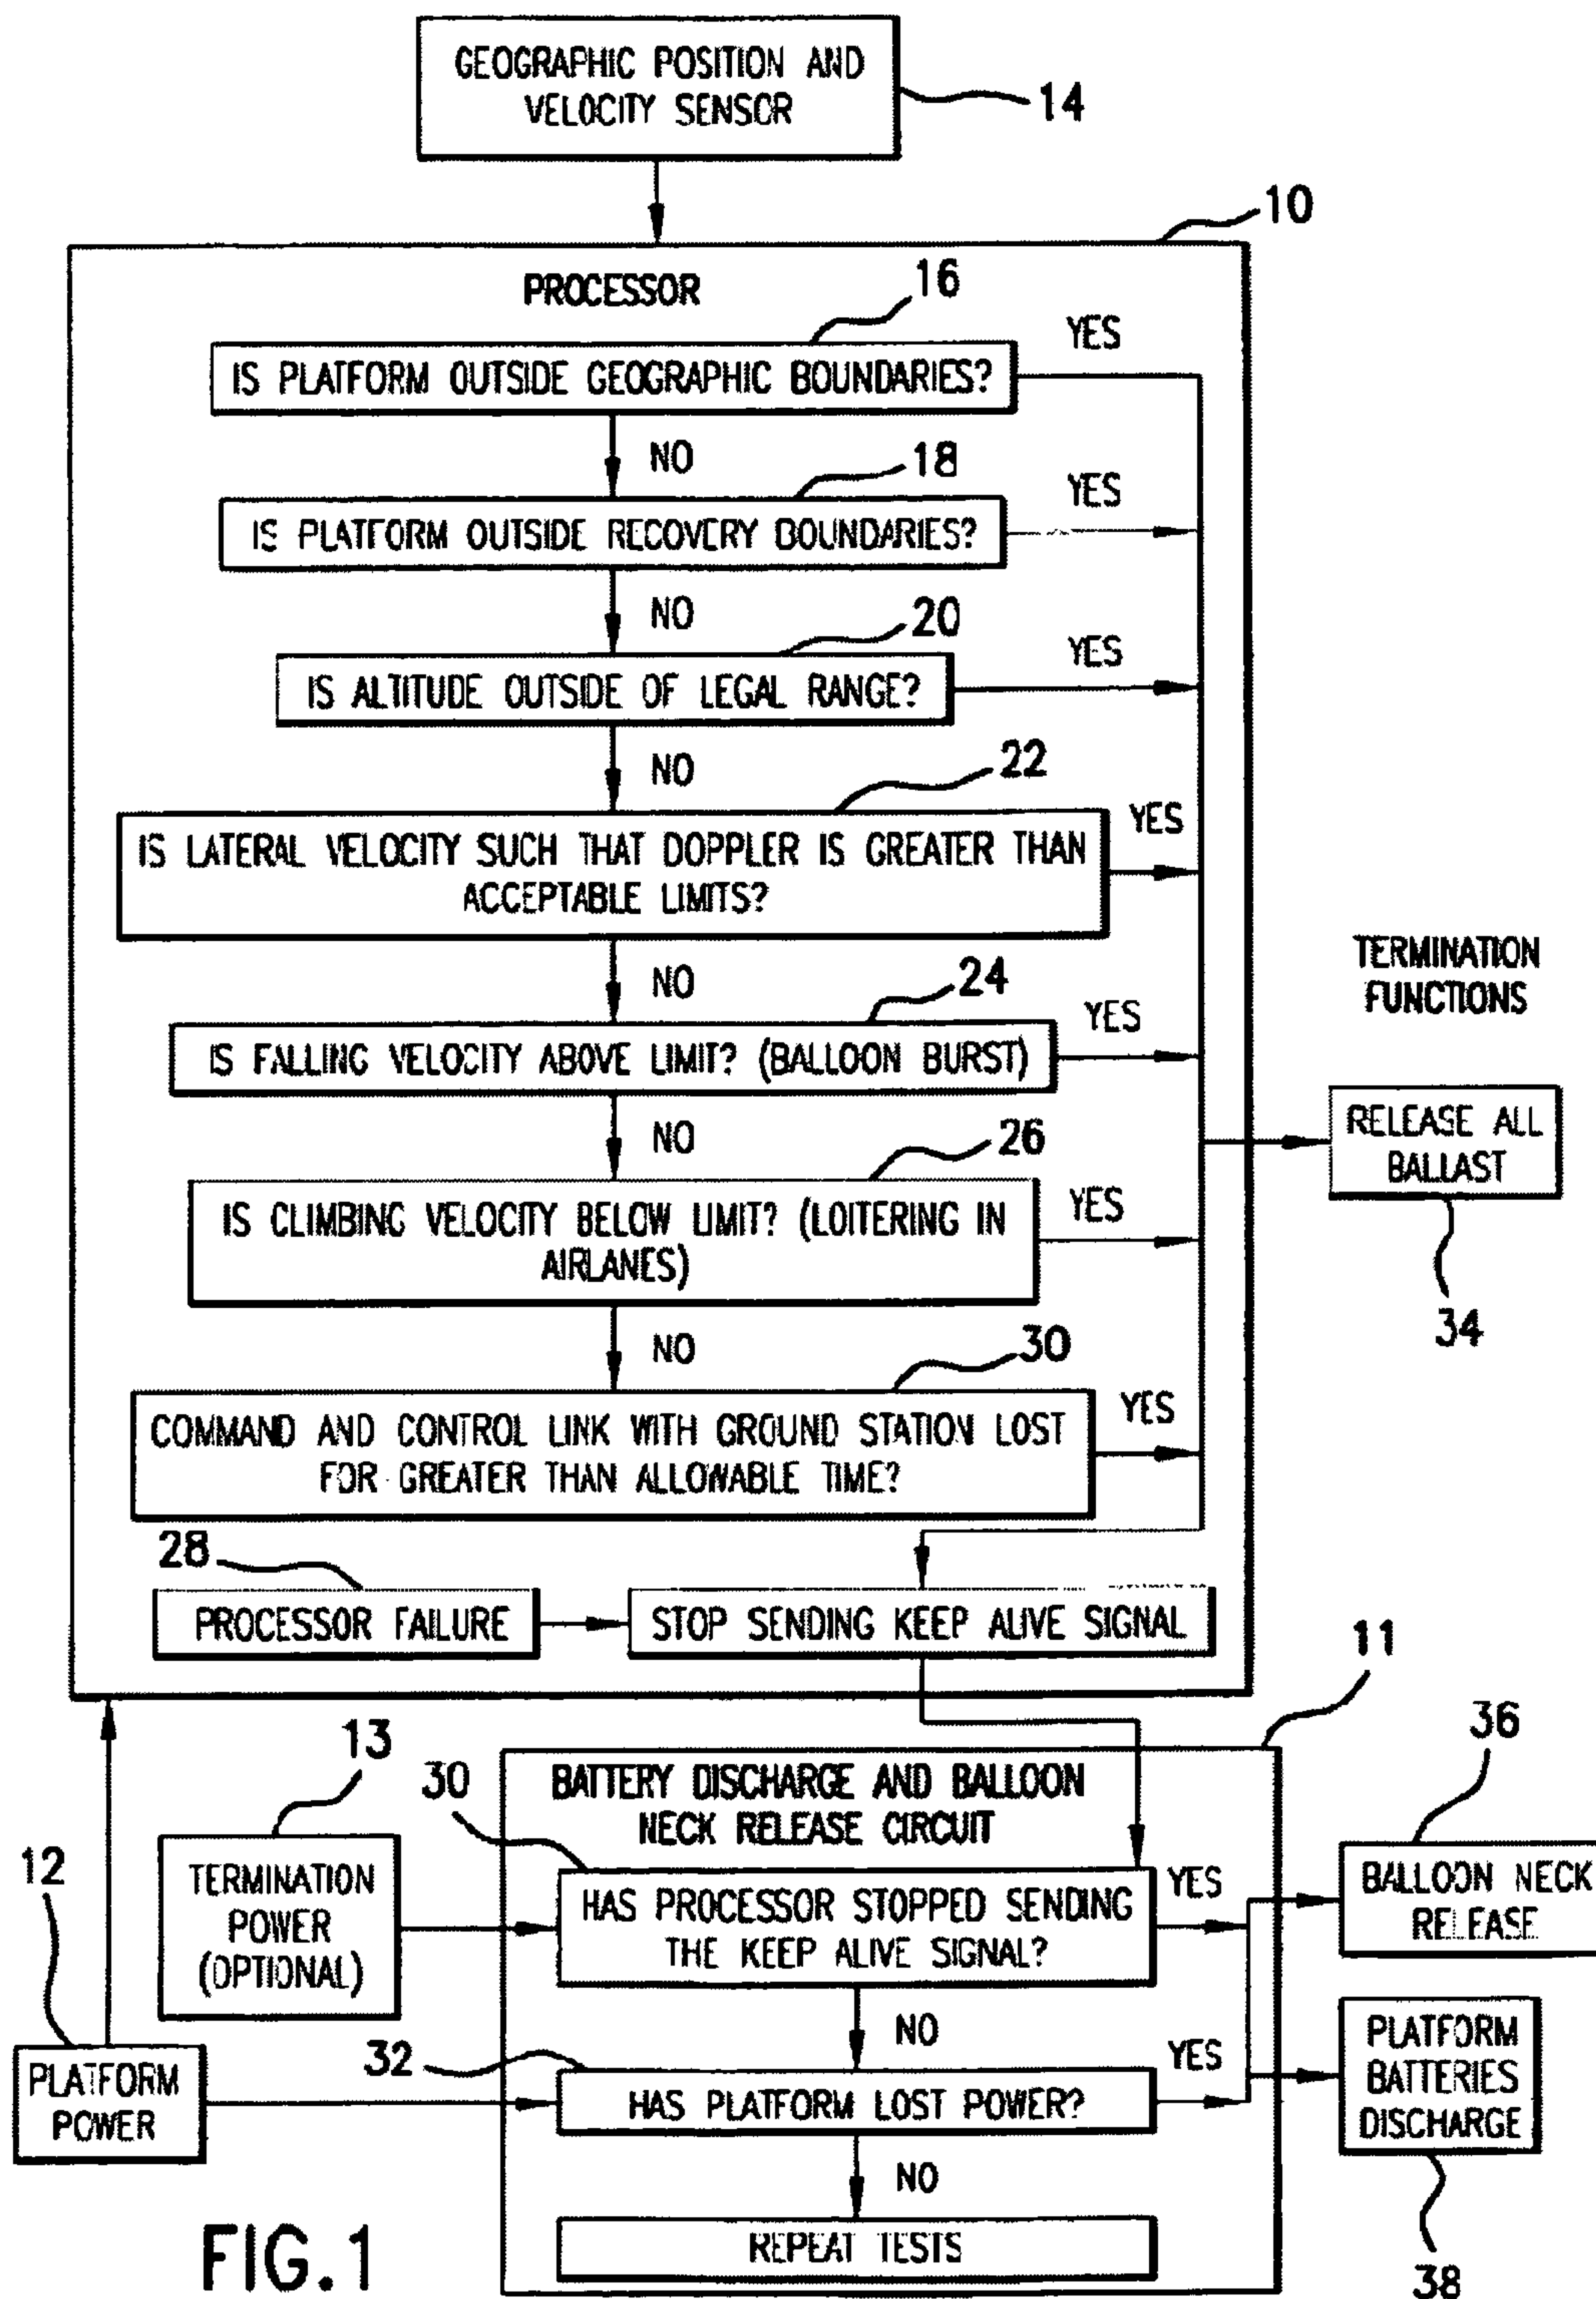 GEOGRAPHIC POSITION AND
VELOCITY SENSOR
14
10
PROCESSOR
16
IS PLATFORM OUTSIDE GEOGRAPHIC BOUNDARIES?
YES
NO
18
IS PLATFORM OUTSIDE RECOVERY BOUNDARIES?
YES
NO
20
IS ALTITUDE OUTSIDE OF LEGAL RANGE?
YES
NO
22
IS LATERAL VELOCITY SUCH THAT DOPPLER IS GREATER THAN
ACCEPTABLE LIMITS?
YES
NO
24
IS FALLING VELOCITY ABOVE LIMIT? (BALLOON BURST)
YES
NO
26
IS CLIMBING VELOCITY BELOW LIMIT? (LOITERING IN
AIRLANES)
YES
NO
30
COMMAND AND CONTROL LINK WITH GROUND STATION LOST
FOR GREATER THAN ALLOWABLE TIME?
YES
28
PROCESSOR FAILURE
STOP SENDING KEEP ALIVE SIGNAL
TERMINATION
FUNCTIONS
RELEASE ALL
BALLAST
34
11
13
TERMINATION
POWER
(OPTIONAL)
12
PLATFORM
POWER
BATTERY DISCHARGE AND BALLOON
NECK RELEASE CIRCUIT
30
HAS PROCESSOR STOPPED SENDING
THE KEEP ALIVE SIGNAL?
YES
NO
32
HAS PLATFORM LOST POWER?
YES
NO
REPEAT TESTS
36
BALLOON NECK
RELEASE
PLATFORM
BATTERIES
DISCHARGE
38
FIG.1